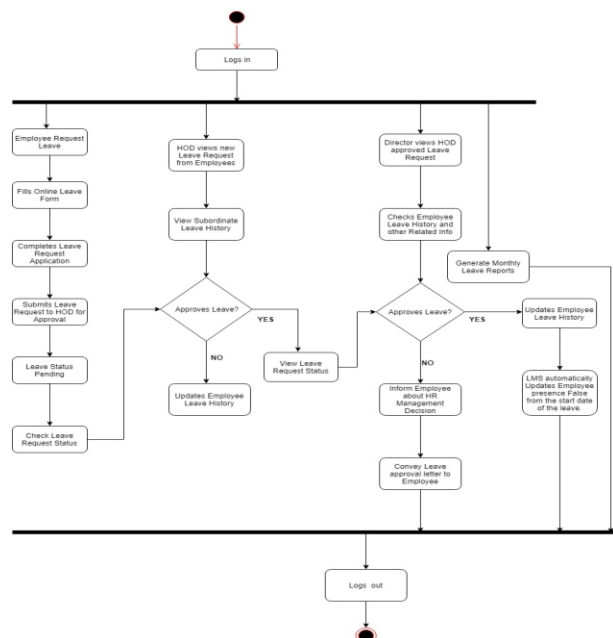 Logs in
Employee Request
Leave
Fills Online Leave
Form
Completes Leave
Request
Application
Submits Leave
Request to HOD for
Approval
Leave Status
Pending
Check Leave
Request Status
HOD views new
Leave Request
from Employees
View Subordinate
Leave History
Approves Leave?
YES
NO
Updates Employee
Leave History
View Leave
Request Status
Director views HOD
approved Leave
Request
Checks Employee
Leave History and
other Related Info
Approves Leave?
YES
NO
Inform Employee
about HR
Management
Decision
Convey Leave
approval letter to
Employee
Generate Monthly
Leave Reports
Updates Employee
Leave History
LMS automatically
Updates Employee
presence False
from the start date
of the leave
Logs out